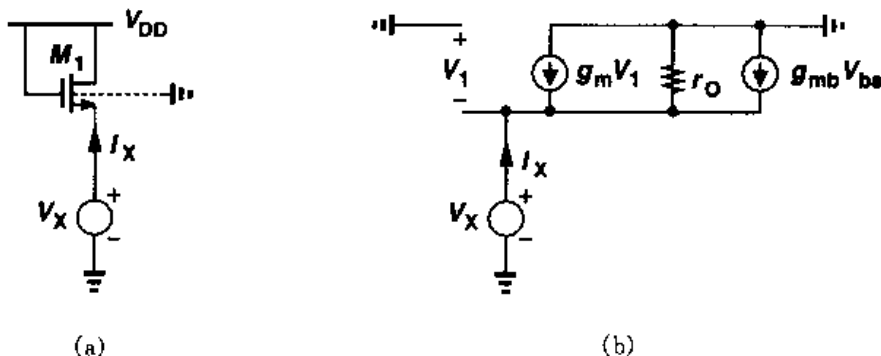 V_DD
M_1
I_X
V_X
+
−
(a)
+
V_1
−
g_m V_1
r_O
g_mb V_bs
I_X
V_X
+
−
(b)